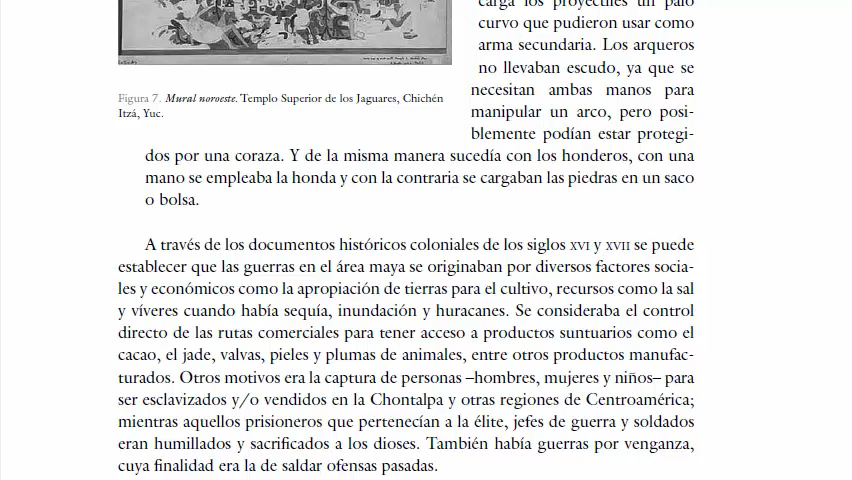 carga los proyectiles un palo
curvo que pudieron usar como
arma secundaria. Los arqueros
no llevaban escudo, ya que se
necesitan ambas manos para
manipular un arco, pero posi-
blemente podían estar protegi-
Figura 7. Mural noroeste. Templo Superior de los Jaguares, Chichén
Itzá, Yuc.
dos por una coraza. Y de la misma manera sucedía con los honderos, con una
mano se empleaba la honda y con la contraria se cargaban las piedras en un saco
o bolsa.
A través de los documentos históricos coloniales de los siglos XVI y XVII se puede
establecer que las guerras en el área maya se originaban por diversos factores socia-
les y económicos como la apropiación de tierras para el cultivo, recursos como la sal
y víveres cuando había sequía, inundación y huracanes. Se consideraba el control
directo de las rutas comerciales para tener acceso a productos suntuarios como el
cacao, el jade, valvas, pieles y plumas de animales, entre otros productos manufac-
turados. Otros motivos era la captura de personas –hombres, mujeres y niños– para
ser esclavizados y/o vendidos en la Chontalpa y otras regiones de Centroamérica;
mientras aquellos prisioneros que pertenecían a la élite, jefes de guerra y soldados
eran humillados y sacrificados a los dioses. También había guerras por venganza,
cuya finalidad era la de saldar ofensas pasadas.